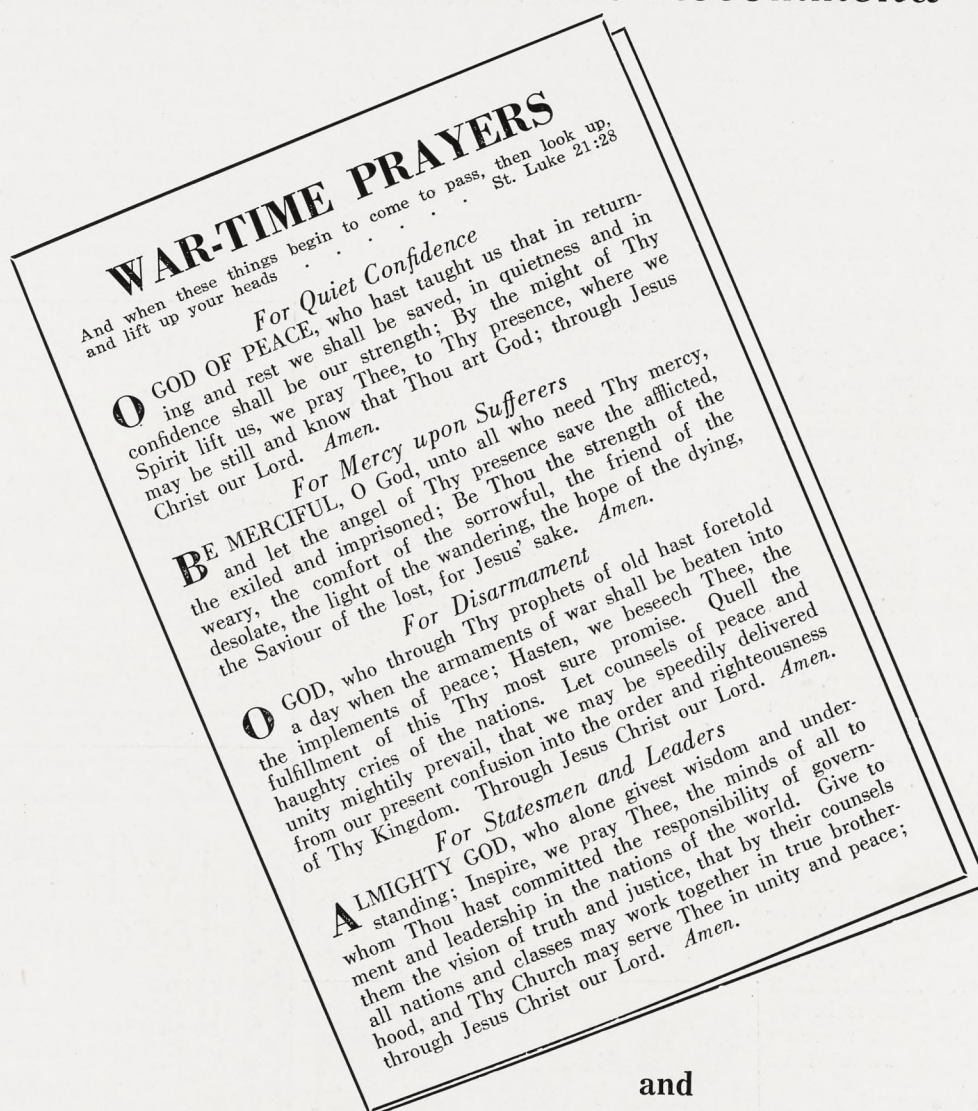 WAR-TIME PRAYERS
And when these things begin to come to pass, then look up,
and lift up your heads . . . . . St. Luke 21:28
For Quiet Confidence
O GOD OF PEACE, who hast taught us that in return-
ing and rest we shall be saved, in quietness and in
confidence shall be our strength; By the might of Thy
Spirit lift us, we pray Thee, to Thy presence, where we
may be still and know that Thou art God; through Jesus
Christ our Lord. Amen.
For Mercy upon Sufferers
BE MERCIFUL, O God, unto all who need Thy mercy,
and let the angel of Thy presence save the afflicted,
the exiled and imprisoned; Be Thou the strength of the
weary, the comfort of the sorrowful, the friend of the
desolate, the light of the wandering, the hope of the dying,
the Saviour of the lost, for Jesus' sake. Amen.
For Disarmament
O GOD, who through Thy prophets of old hast foretold
a day when the armaments of war shall be beaten into
the implements of peace; Hasten, we beseech Thee, the
fulfillment of this Thy most sure promise. Quell the
haughty cries of the nations. Let counsels of peace and
unity mightily prevail, that we may be speedily delivered
from our present confusion into the order and righteousness
of Thy Kingdom. Through Jesus Christ our Lord. Amen.
For Statesmen and Leaders
ALMIGHTY GOD, who alone givest wisdom and under-
standing; Inspire, we pray Thee, the minds of all to
whom Thou hast committed the responsibility of govern-
ment and leadership in the nations of the world. Give to
them the vision of truth and justice, that by their counsels
all nations and classes may work together in true brother-
hood, and Thy Church may serve Thee in unity and peace;
through Jesus Christ our Lord. Amen.
and